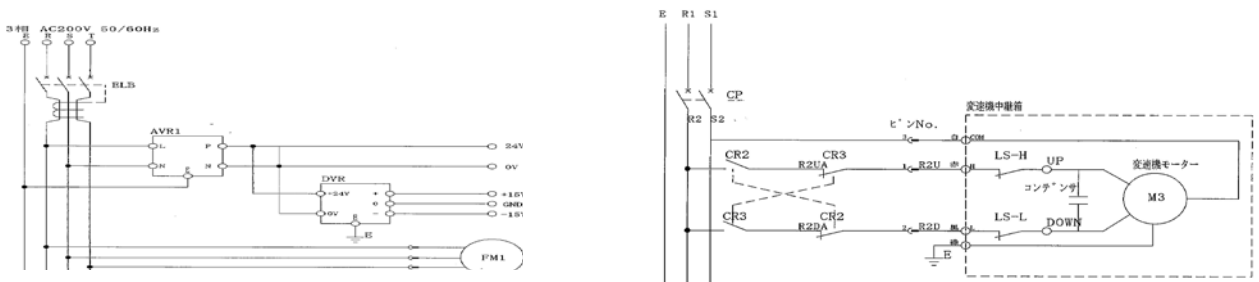 3相 AC200V 50/60Hz
E R S T
ELB
AVR1
L P
N N
E
24V
0V
DVR
-24V +
0
0V -
E
+15V
GND
-15V
E
FM1
E R1 S1
CP
R2 S2
変速機中継箱
ピンNo.
3 白 COM
CR2 R2UA CR3 1 R2U 赤 H LS-H UP
変速機モーター
コンデンサ
M3
CR3 R2DA CR2 2 R2D 黒 L LS-L DOWN
緑
E